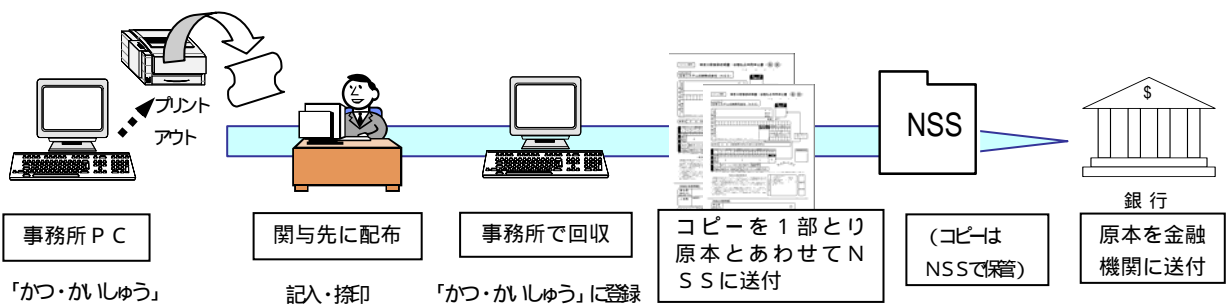 プリント
アウト
NSS
$
銀 行
事務所ＰＣ
関与先に配布
事務所で回収
コピーを１部とり
原本とあわせてＮ
ＳＳに送付
(コピーは
NSSで保管)
原本を金融
機関に送付
「かつ・かいしゅう」
記入・捺印
「かつ・かいしゅう」に登録